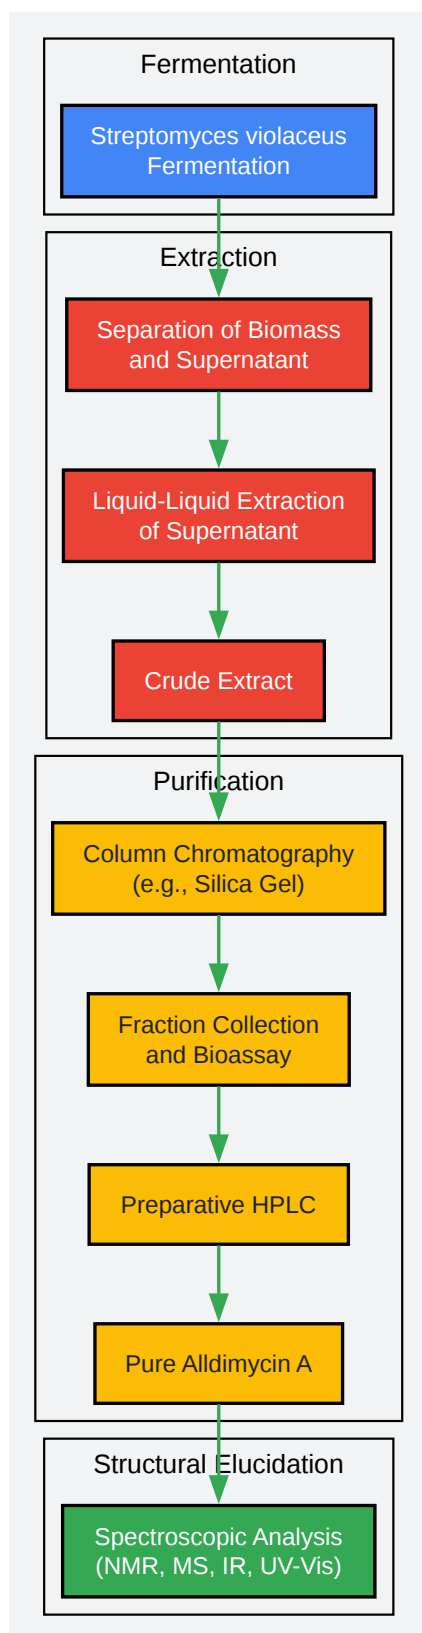 Fermentation
Streptomyces violaceus
Fermentation
Extraction
Separation of Biomass
and Supernatant
Liquid-Liquid Extraction
of Supernatant
Crude Extract
Purification
Column Chromatography
(e.g., Silica Gel)
Fraction Collection
and Bioassay
Preparative HPLC
Pure Alldimycin A
Structural Elucidation
Spectroscopic Analysis
(NMR, MS, IR, UV-Vis)